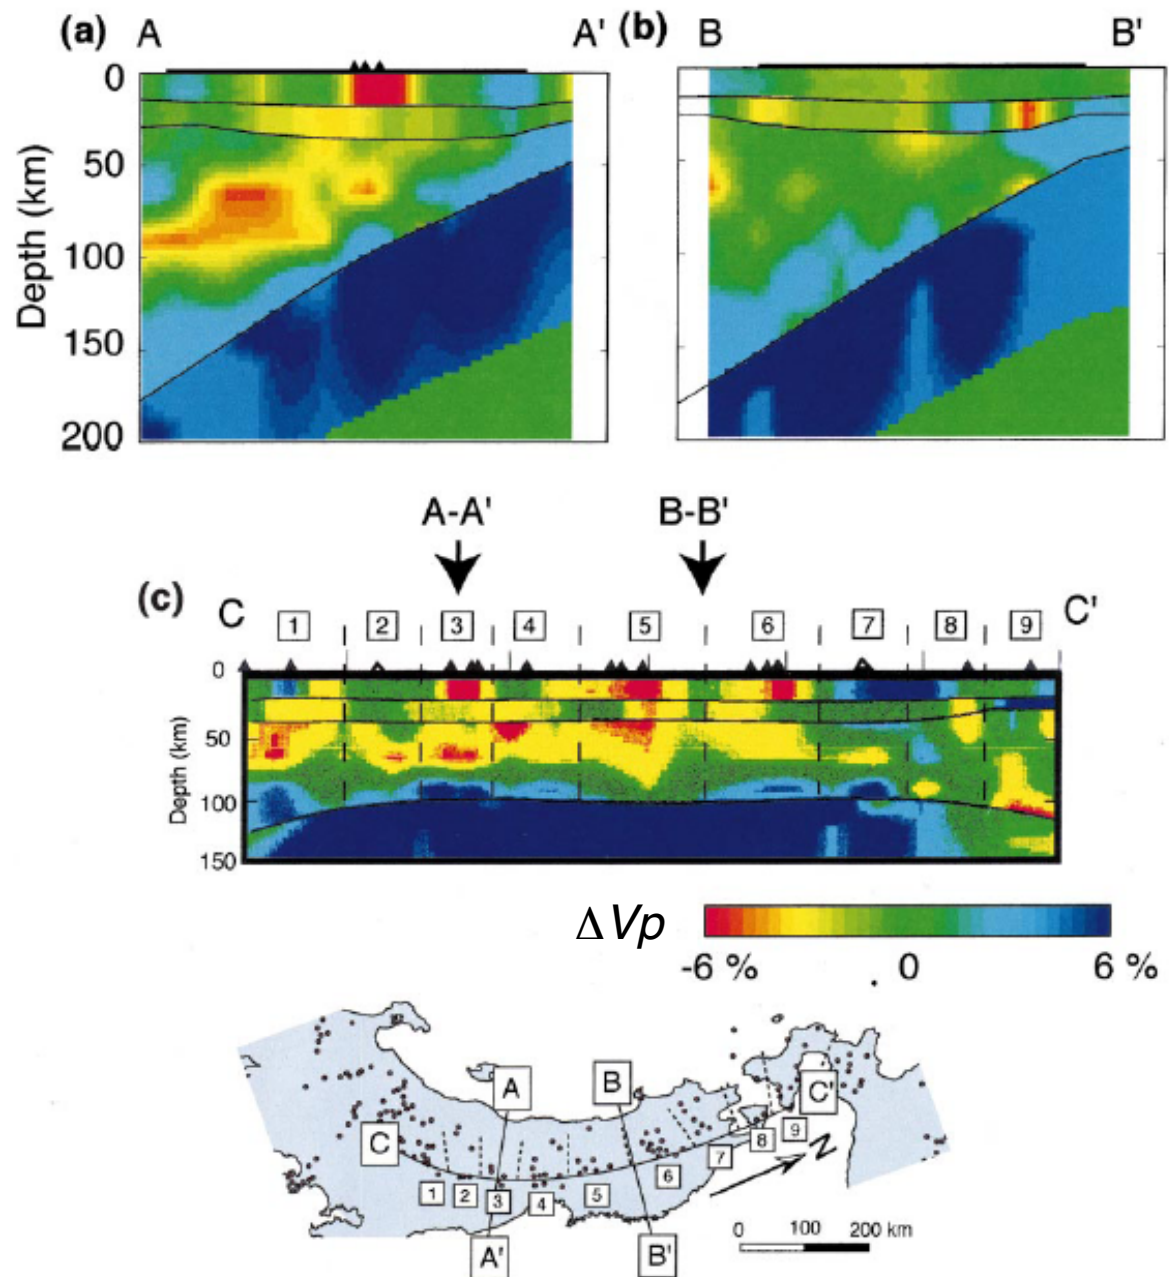 (a) A A' (b) B B'
0
50
100
150
200
Depth (km)
A-A' B-B'
(c) C C'
1 2 3 4 5 6 7 8 9
0
50
100
150
Depth (km)
Δ Vp
-6 % 0 6 %
A
B
C
C'
N
1 2 3 4 5 6 7 8 9
A'
B'
0 100 200 km